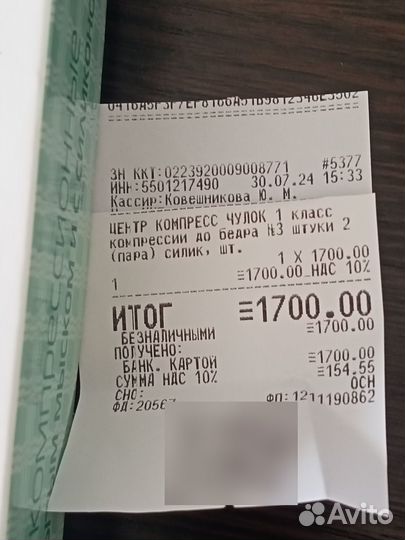 ЗН ККТ:0223920009008771 #5377
ИНН:5501217490 30.07.24 15:33
Кассир:Ковешникова Ю. М.
ЦЕНТР КОМПРЕСС ЧУЛОК 1 класс
компрессии до бедра №3 штуки 2
(пара) силик, шт.
1 X 1700.00
1 ≡1700.00 НДС 10%
ИТОГ ≡1700.00
БЕЗНАЛИЧНЫМИ ≡1700.00
ПОЛУЧЕНО:
БАНК. КАРТОЙ ≡1700.00
СУММА НДС 10% ≡154.55
СНО: ОСН
ФД:20567 ФП:1211190862
Avito